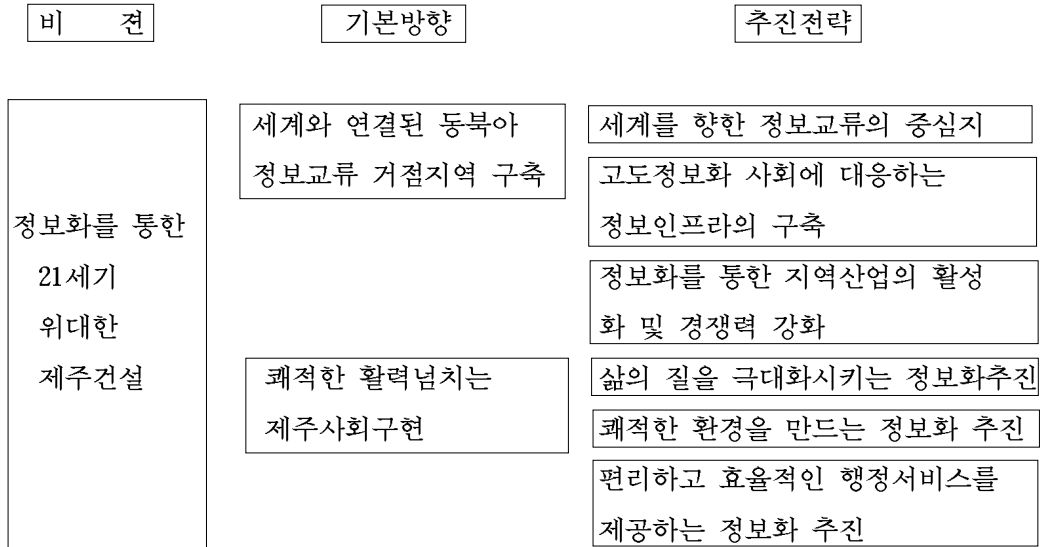 비 젼
기본방향
추진전략
정보화를 통한
21세기
위대한
제주건설
세계와 연결된 동북아
정보교류 거점지역 구축
쾌적한 활력넘치는
제주사회구현
세계를 향한 정보교류의 중심지
고도정보화 사회에 대응하는
정보인프라의 구축
정보화를 통한 지역산업의 활성
화 및 경쟁력 강화
삶의 질을 극대화시키는 정보화추진
쾌적한 환경을 만드는 정보화 추진
편리하고 효율적인 행정서비스를
제공하는 정보화 추진